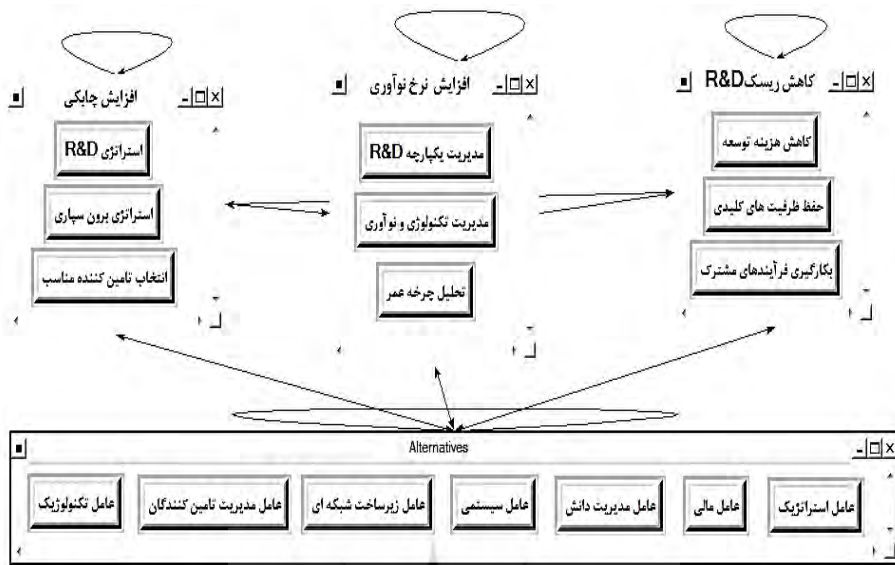 کاهش ریسک R&D
کاهش هزینه توسعه
حفظ ظرفیت های کلیدی
بکارگیری فرآیندهای مشترک
افزایش نرخ نوآوری
مدیریت یکپارچه R&D
مدیریت تکنولوژی و نوآوری
تحلیل چرخه عمر
افزایش چابکی
استراتژی R&D
استراتژی برون سپاری
انتخاب تامین کننده مناسب
Alternatives
عامل استراتژیک
عامل مالی
عامل مدیریت دانش
عامل سیستمی
عامل زیرساخت شبکه ای
عامل مدیریت تامین کنندگان
عامل تکنولوژیک